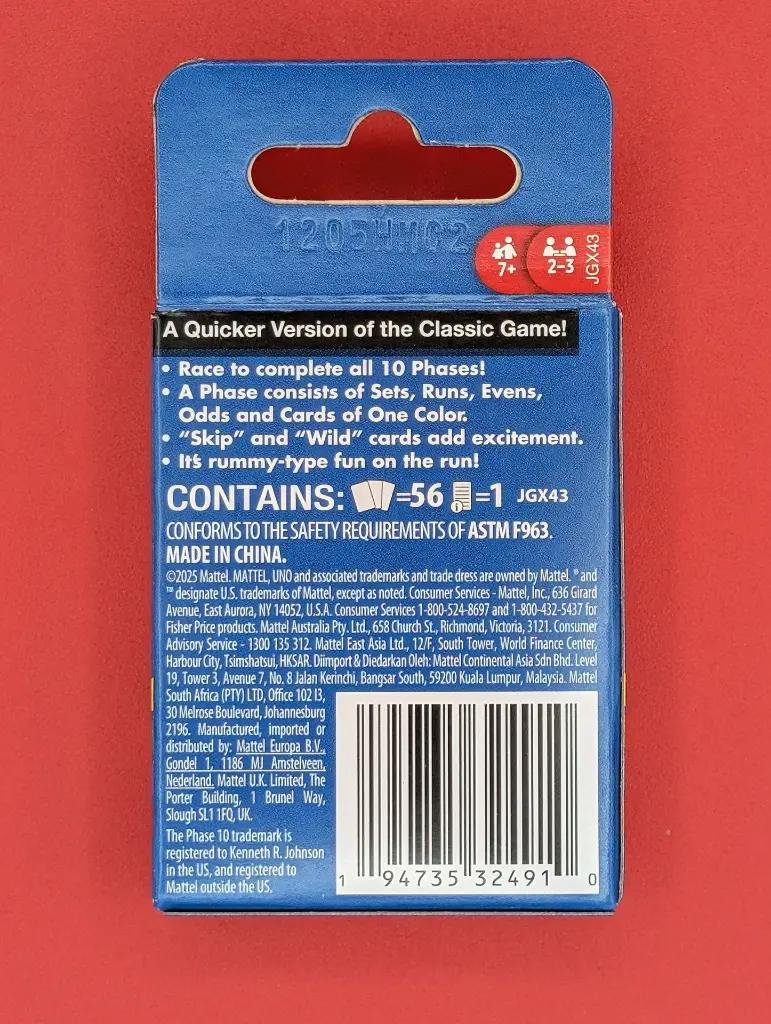 1205HHG2
7+
2–3
JGX43
A Quicker Version of the Classic Game!
• Race to complete all 10 Phases!
• A Phase consists of Sets, Runs, Evens,
Odds and Cards of One Color.
• “Skip” and “Wild” cards add excitement.
• It's rummy-type fun on the run!
CONTAINS: =56 =1 JGX43
CONFORMS TO THE SAFETY REQUIREMENTS OF ASTM F963.
MADE IN CHINA.
©2025 Mattel. MATTEL, UNO and associated trademarks and trade dress are owned by Mattel. ® and
™ designate U.S. trademarks of Mattel, except as noted. Consumer Services - Mattel, Inc., 636 Girard
Avenue, East Aurora, NY 14052, U.S.A. Consumer Services 1-800-524-8697 and 1-800-432-5437 for
Fisher Price products. Mattel Australia Pty. Ltd., 658 Church St., Richmond, Victoria, 3121. Consumer
Advisory Service - 1300 135 312. Mattel East Asia Ltd., 12/F, South Tower, World Finance Center,
Harbour City, Tsimshatsui, HKSAR. Diimport & Diedarkan Oleh: Mattel Continental Asia Sdn Bhd. Level
19, Tower 3, Avenue 7, No. 8 Jalan Kerinchi, Bangsar South, 59200 Kuala Lumpur, Malaysia. Mattel
South Africa (PTY) LTD, Office 102 I3,
30 Melrose Boulevard, Johannesburg
2196. Manufactured, imported or
distributed by: Mattel Europa B.V.,
Gondel 1, 1186 MJ Amstelveen,
Nederland. Mattel U.K. Limited, The
Porter Building, 1 Brunel Way,
Slough SL1 1FQ, UK.
The Phase 10 trademark is
registered to Kenneth R. Johnson
in the US, and registered to
Mattel outside the US.
1 94735 32491 0